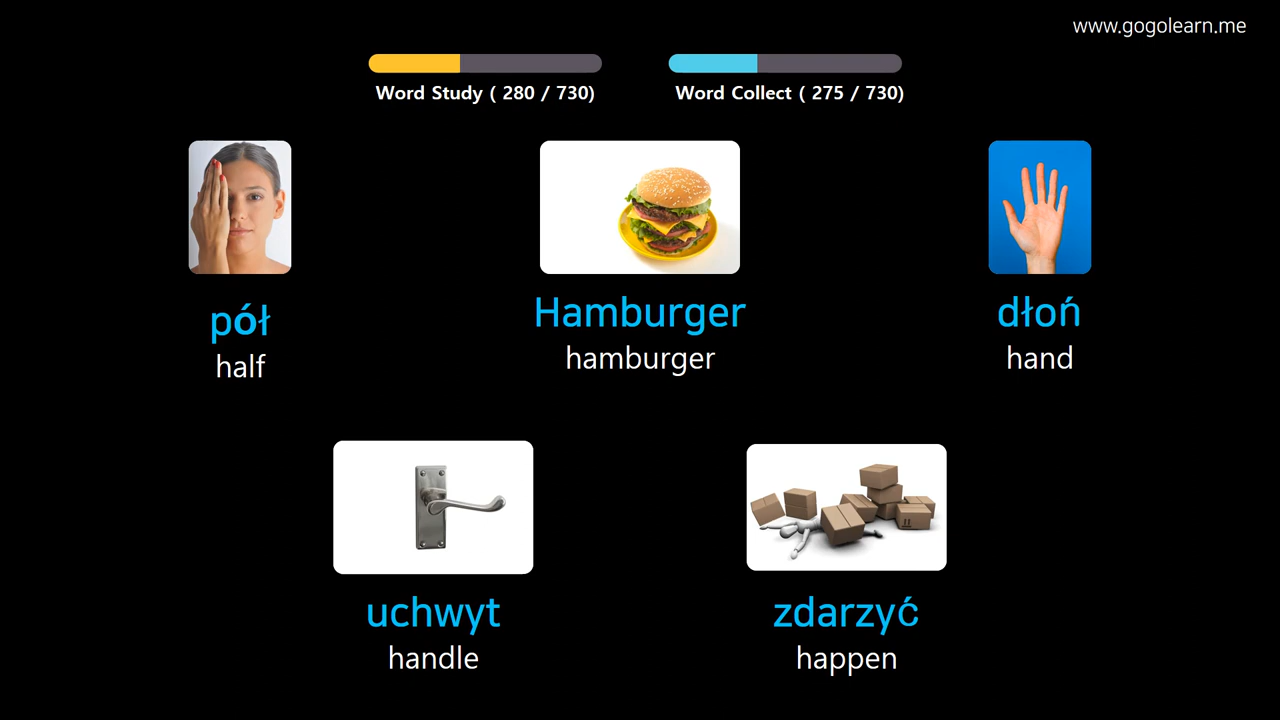 www.gogolearn.me
Word Study ( 280 / 730)
Word Collect ( 275 / 730)
pół
half
Hamburger
hamburger
dłoń
hand
uchwyt
handle
zdarzyć
happen